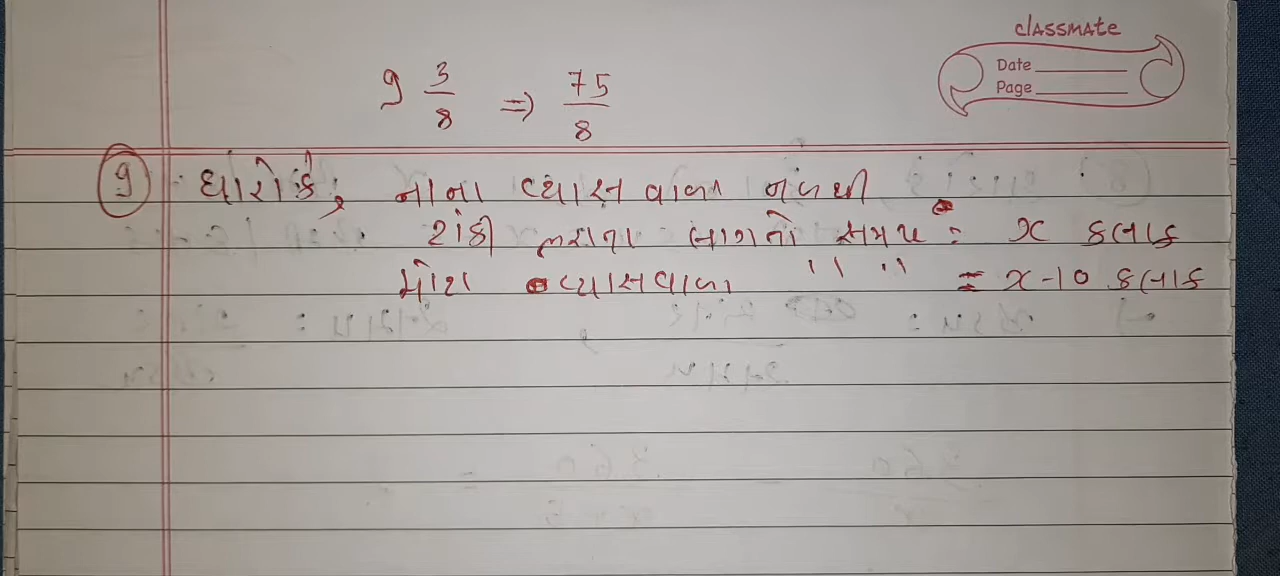 classmate
Date
Page
9 3/8 => 75/8
9 ધારો કે, નાના વ્યાસ વાળા નળથી
ટાંકી ભરાતા લાગતો સમય = x કલાક
મોટા વ્યાસવાળા " " = x-10 કલાક